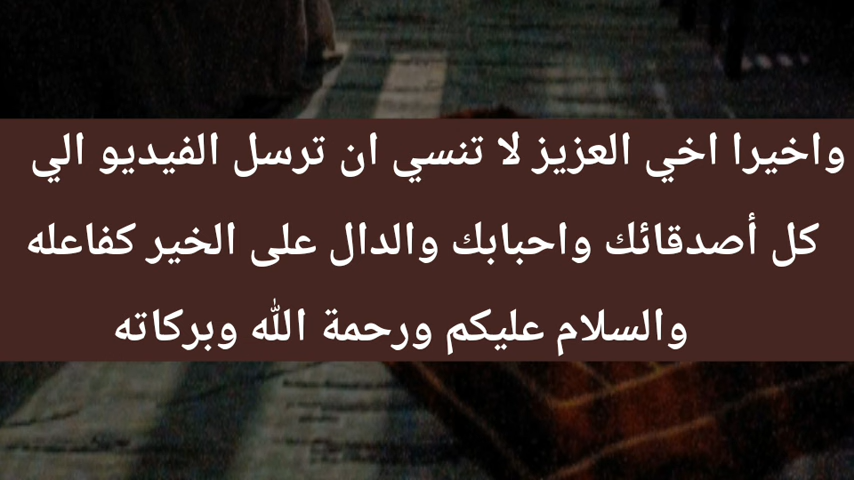 واخيرا اخي العزيز لا تنسي ان ترسل الفيديو الي
كل أصدقائك واحبابك والدال على الخير كفاعله
والسلام عليكم ورحمة الله وبركاته